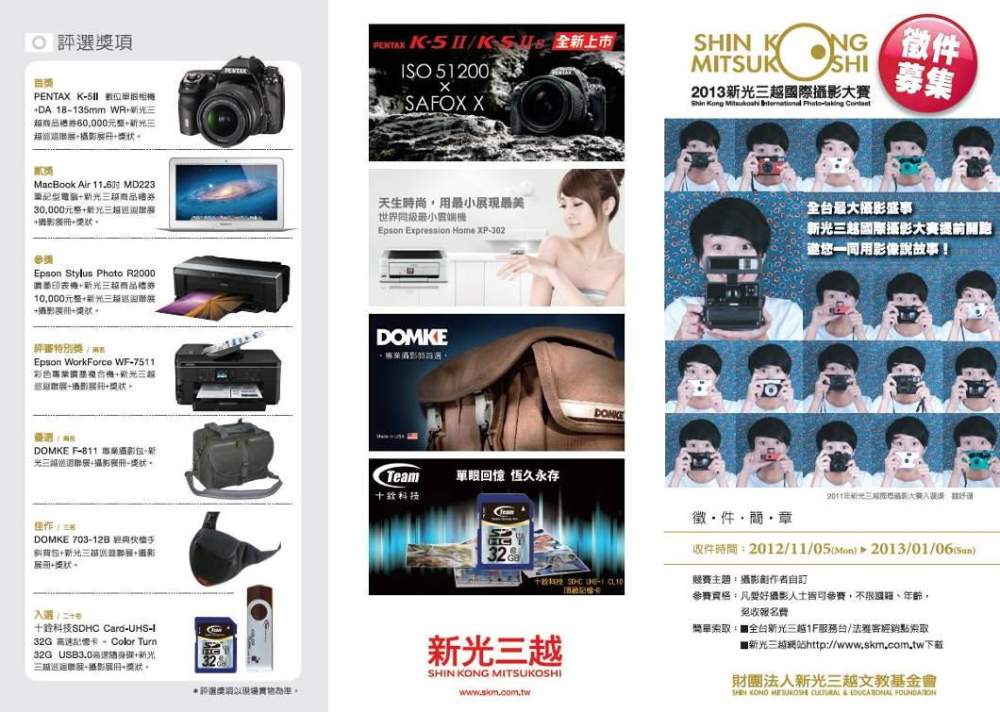 評選獎項
首獎
PENTAX K-5II 數位單眼相機
+DA 18-135mm WR+新光三
越商品禮券60,000元整+新光三
越巡迴聯展+攝影展冊+獎狀。
貳獎
MacBook Air 11.6吋 MD223
筆記型電腦+新光三越商品禮券
30,000元整+新光三越巡迴聯展
+攝影展冊+獎狀。
參獎
Epson Stylus Photo R2000
噴墨印表機+新光三越商品禮券
10,000元整+新光三越巡迴聯展
+攝影展冊+獎狀。
評審特別獎 / 兩名
Epson WorkForce WF-7511
彩色專業噴墨複合機+新光三越
巡迴聯展+攝影展冊+獎狀。
優選 / 兩名
DOMKE F-811 專業攝影包+新
光三越巡迴聯展+攝影展冊+獎狀。
佳作 / 三名
DOMKE 703-12B 經典快槍手
斜背包+新光三越巡迴聯展+攝影
展冊+獎狀。
入選 / 二十名
十銓科技SDHC Card-UHS-I
32G 高速記憶卡 + Color Turn
32G USB3.0高速隨身碟+新光
三越巡迴聯展+攝影展冊+獎狀。
*評選獎項以現場實物為準。
PENTAX K-5 II/K-5 IIs 全新上市
ISO 51200
×
SAFOX X
PENTAX
天生時尚,用最小展現最美
世界同級最小雲端機
Epson Expression Home XP-302
DOMKE
·專業攝影師首選·
DOMKE
Made in USA
Team
十銓科技
單眼回憶 恆久永存
Team
32GB
十銓科技 SDHC UHS-I CL10
頂級記憶卡
新光三越
SHIN KONG MITSUKOSHI
www.skm.com.tw
SHIN KONG
MITSUKOSHI
徵件
募集
2013新光三越國際攝影大賽
Shin Kong Mitsukoshi International Photo-taking Contest
全台最大攝影盛事
新光三越國際攝影大賽提前開跑
邀您一同用影像說故事!
徵・件・簡・章
收件時間:2012/11/05(Mon) ▶ 2013/01/06(Sun)
競賽主題:攝影創作者自訂
參賽資格:凡愛好攝影人士皆可參賽,不限國籍、年齡,
免收報名費
簡章索取:■全台新光三越1F服務台/法雅客經銷點索取
■新光三越網站http://www.skm.com.tw下載
財團法人新光三越文教基金會
SHIN KONG MITSUKOSHI CULTURAL & EDUCATIONAL FOUNDATION